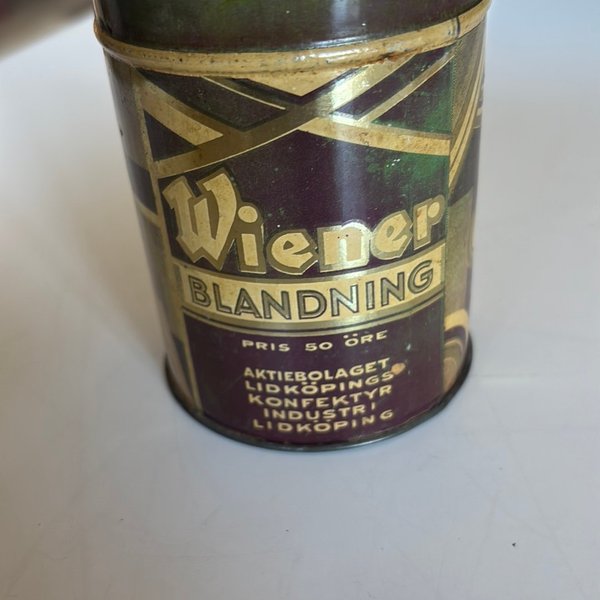 Wiener
BLANDNING
PRIS 50 ÖRE
AKTIEBOLAGET
LIDKÖPINGS
KONFEKTYR
INDUSTRI
LIDKÖPING